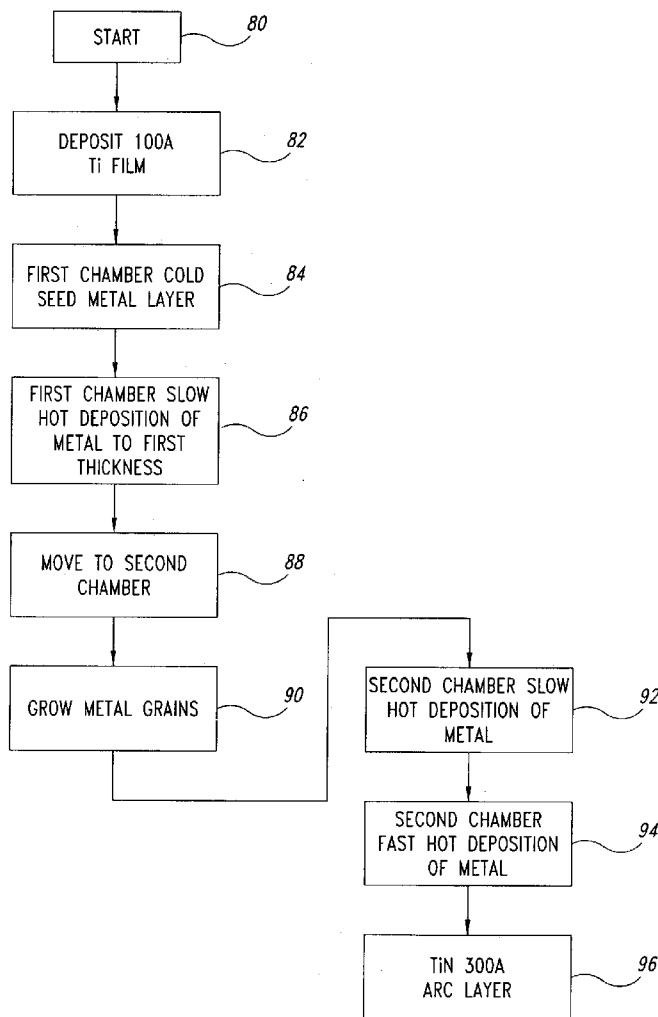 START
80
DEPOSIT 100A
Ti FILM
82
FIRST CHAMBER COLD
SEED METAL LAYER
84
FIRST CHAMBER SLOW
HOT DEPOSITION OF
METAL TO FIRST
THICKNESS
86
MOVE TO SECOND
CHAMBER
88
GROW METAL GRAINS
90
SECOND CHAMBER SLOW
HOT DEPOSITION OF
METAL
92
SECOND CHAMBER
FAST HOT DEPOSITION
OF METAL
94
TiN 300A
ARC LAYER
96